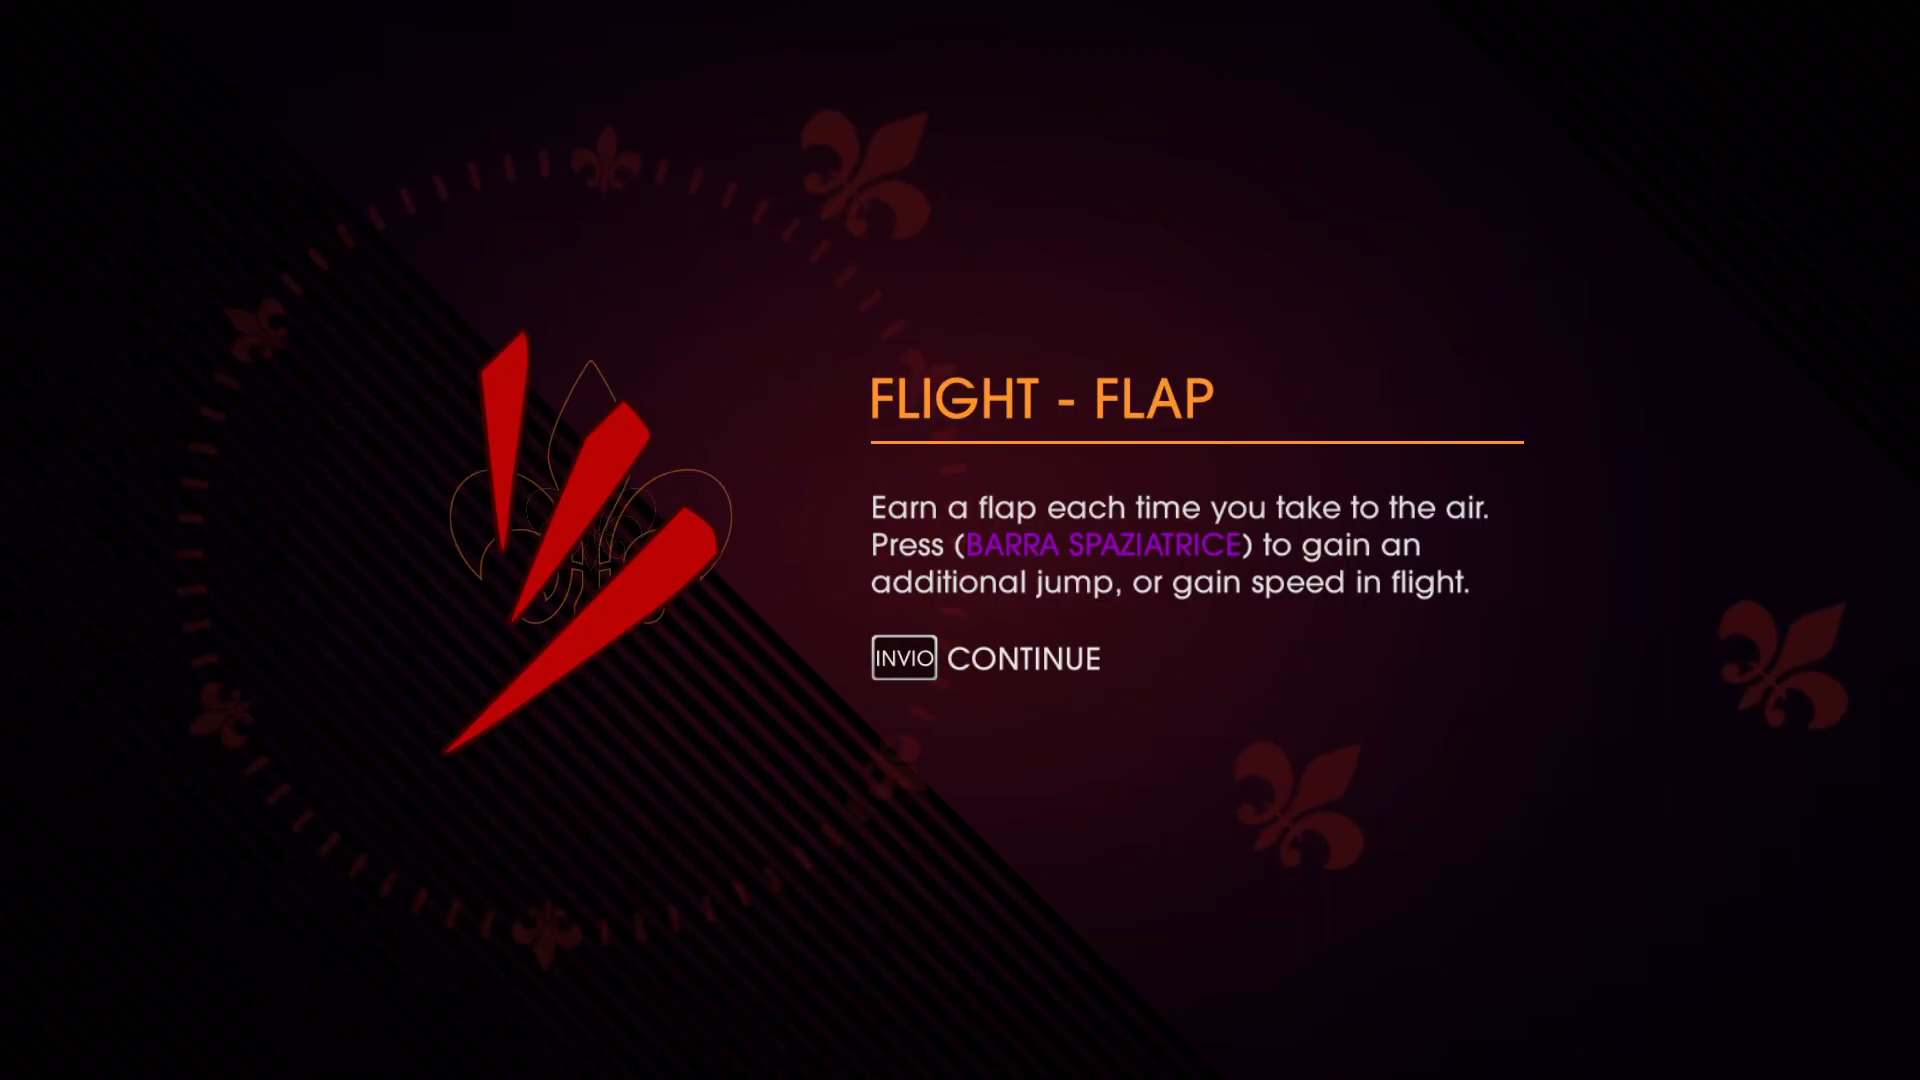 FLIGHT - FLAP
Earn a flap each time you take to the air.
Press (BARRA SPAZIATRICE) to gain an
additional jump, or gain speed in flight.
INVIO CONTINUE